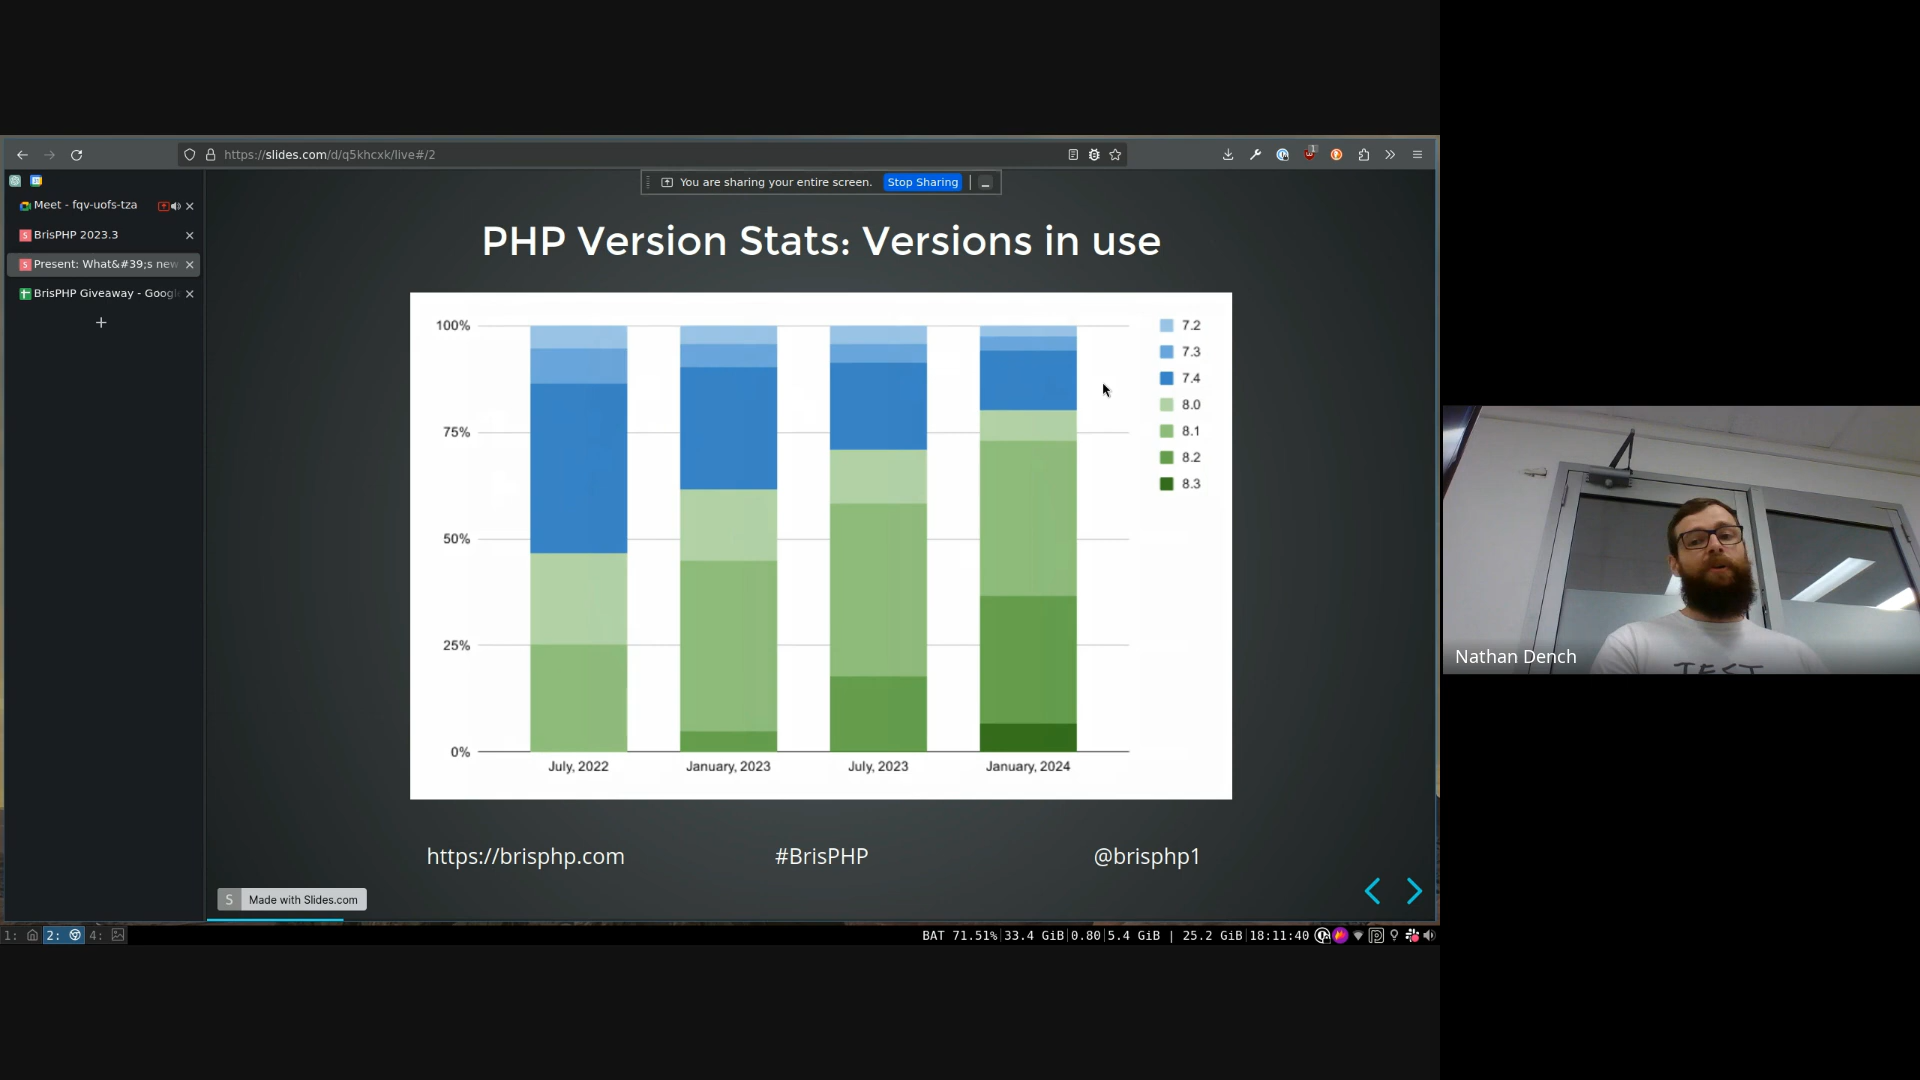 https://slides.com/d/q5khcxk/live#/2
You are sharing your entire screen. Stop Sharing
Meet - fqv-uofs-tza
BrisPHP 2023.3
Present: What&#39;s new
BrisPHP Giveaway - Googl
PHP Version Stats: Versions in use
100%
75%
50%
25%
0%
July, 2022
January, 2023
July, 2023
January, 2024
7.2
7.3
7.4
8.0
8.1
8.2
8.3
https://brisphp.com #BrisPHP @brisphp1
S Made with Slides.com
1: 2: 4:
BAT 71.51% 33.4 GiB 0.80 5.4 GiB | 25.2 GiB 18:11:40
Nathan Dench
TEST